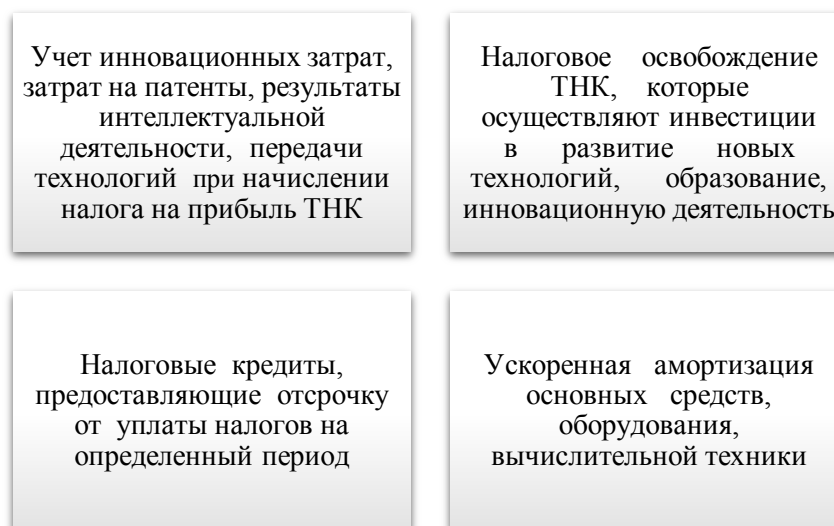 Учет инновационных затрат,
затрат на патенты, результаты
интеллектуальной
деятельности, передачи
технологий при начислении
налога на прибыль ТНК
Налоговое освобождение
ТНК, которые
осуществляют инвестиции
в развитие новых
технологий, образование,
инновационную деятельность
Налоговые кредиты,
предоставляющие отсрочку
от уплаты налогов на
определенный период
Ускоренная амортизация
основных средств,
оборудования,
вычислительной техники